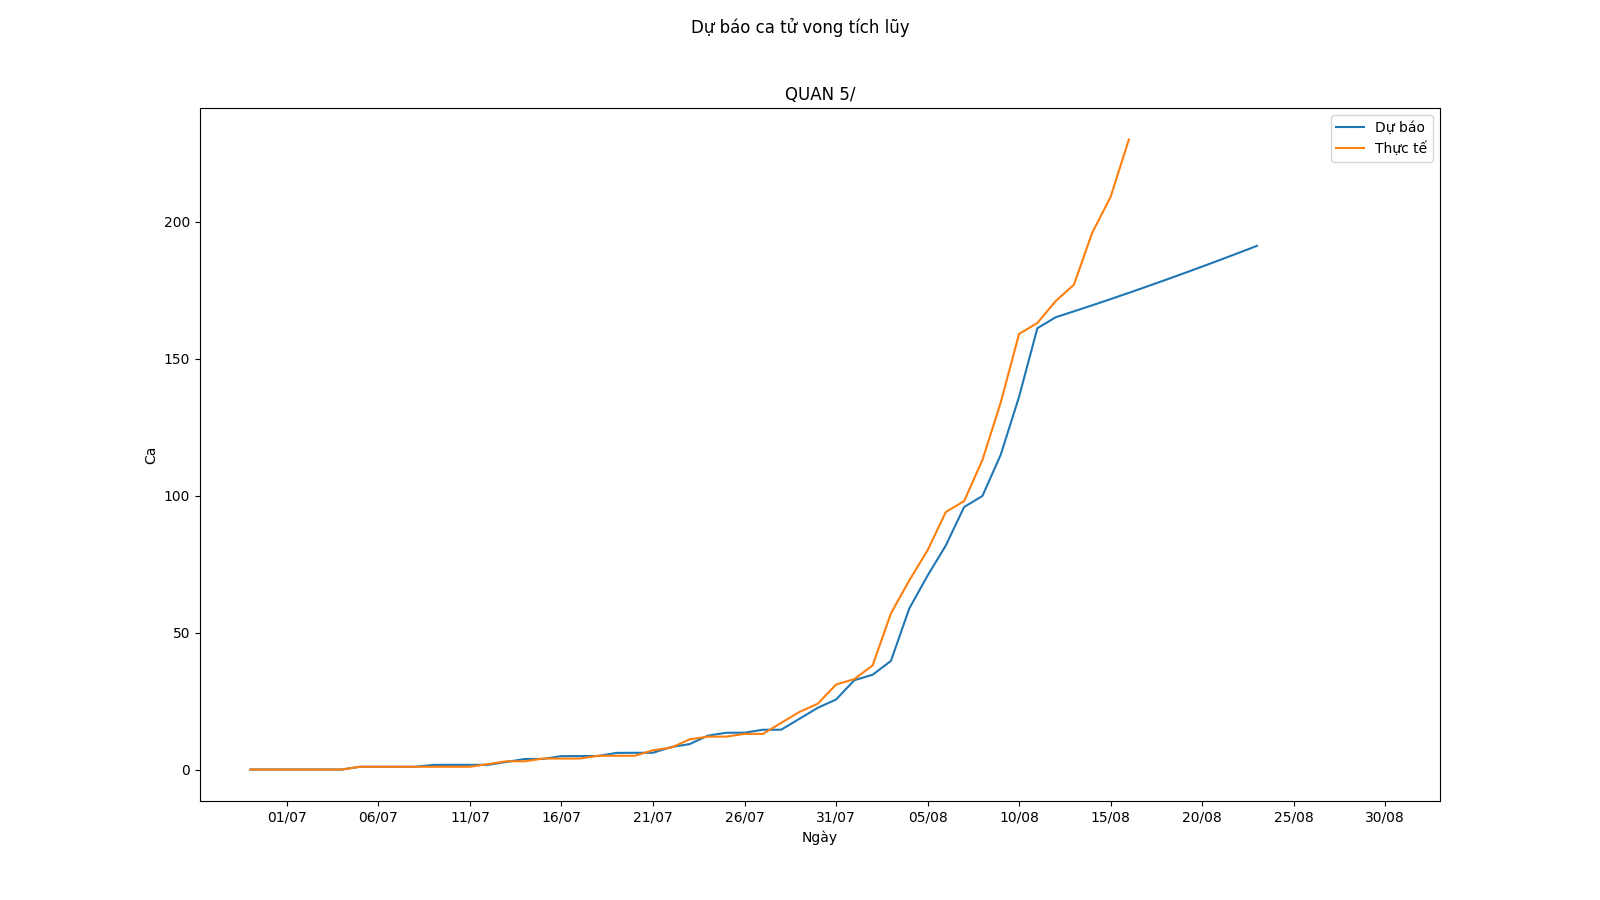 Dự báo ca tử vong tích lũy
QUAN 5/
Dự báo
Thực tế
200
150
100
50
0
Ca
01/07 06/07 11/07 16/07 21/07 26/07 31/07 05/08 10/08 15/08 20/08 25/08 30/08
Ngày